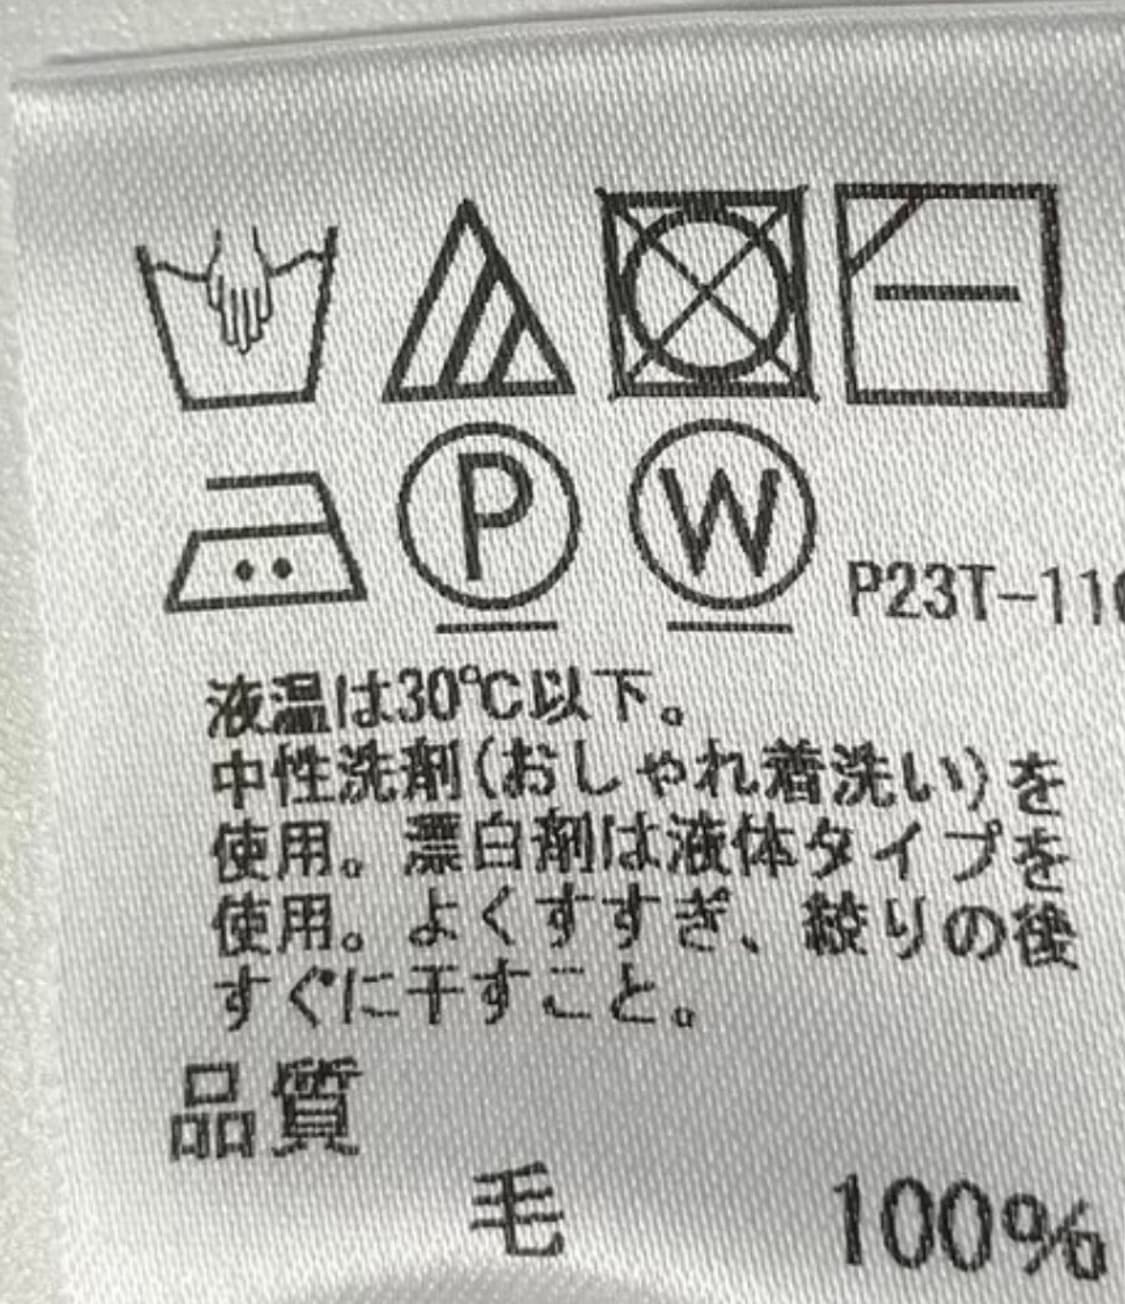 P
W
P23T-11
液温は30℃以下。
中性洗剤(おしゃれ着洗い)を
使用。漂白剤は液体タイプを
使用。よくすすぎ、絞りの後
すぐに干すこと。
品質
毛 100%